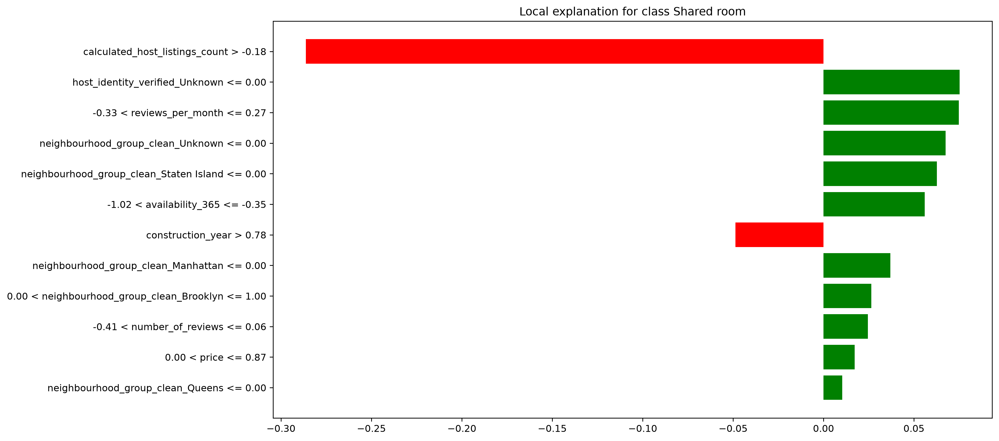 Local explanation for class Shared room
calculated_host_listings_count > -0.18
host_identity_verified_Unknown <= 0.00
-0.33 < reviews_per_month <= 0.27
neighbourhood_group_clean_Unknown <= 0.00
neighbourhood_group_clean_Staten Island <= 0.00
-1.02 < availability_365 <= -0.35
construction_year > 0.78
neighbourhood_group_clean_Manhattan <= 0.00
0.00 < neighbourhood_group_clean_Brooklyn <= 1.00
-0.41 < number_of_reviews <= 0.06
0.00 < price <= 0.87
neighbourhood_group_clean_Queens <= 0.00
−0.30 −0.25 −0.20 −0.15 −0.10 −0.05 0.00 0.05